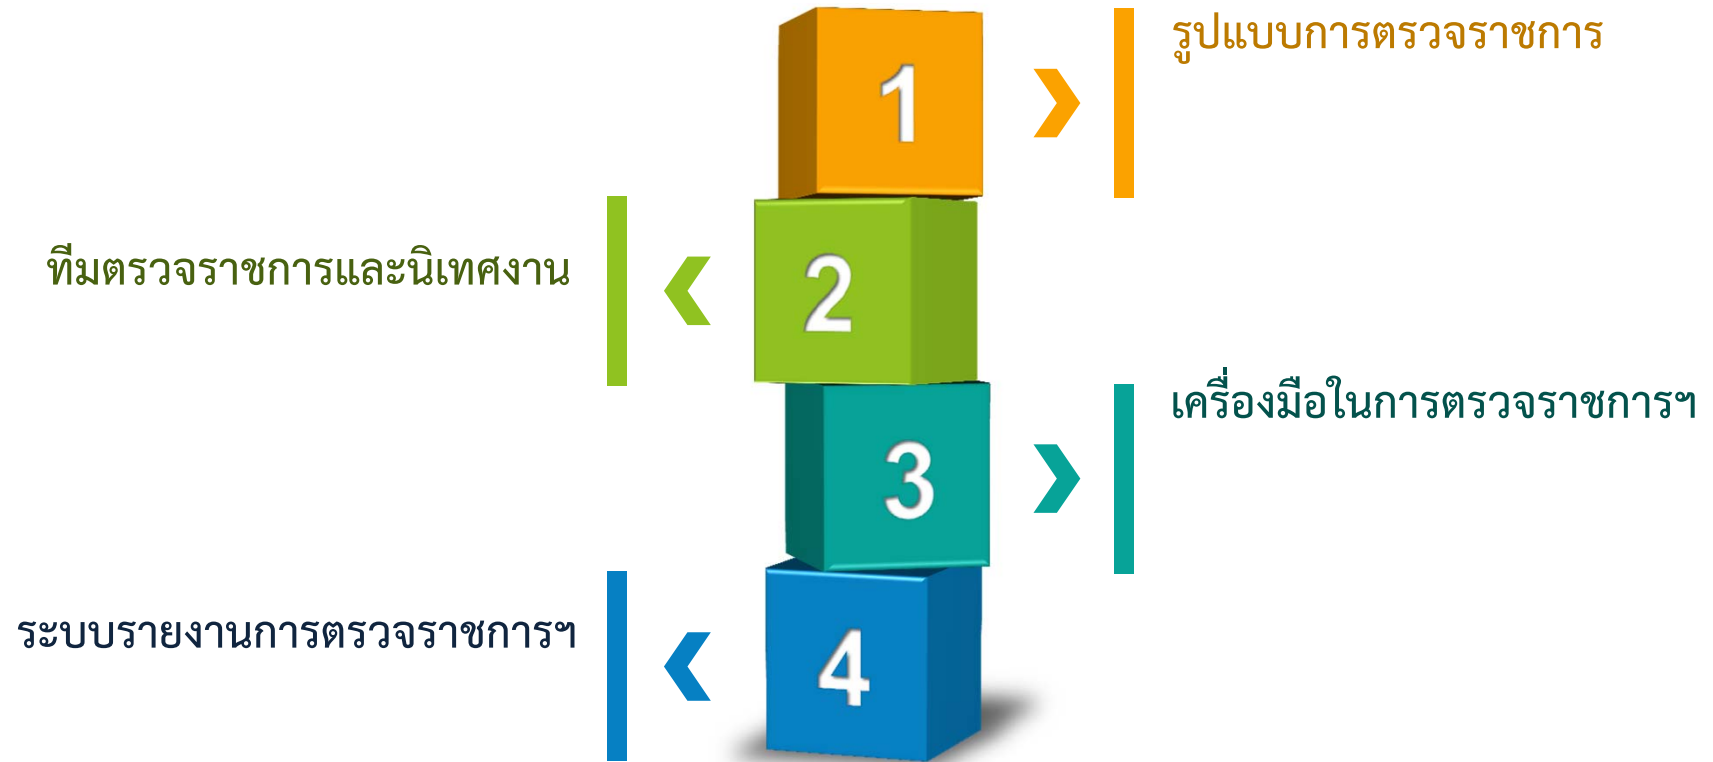 1
รูปแบบการตรวจราชการ
2
ทีมตรวจราชการและนิเทศงาน
3
เครื่องมือในการตรวจราชการฯ
4
ระบบรายงานการตรวจราชการฯ